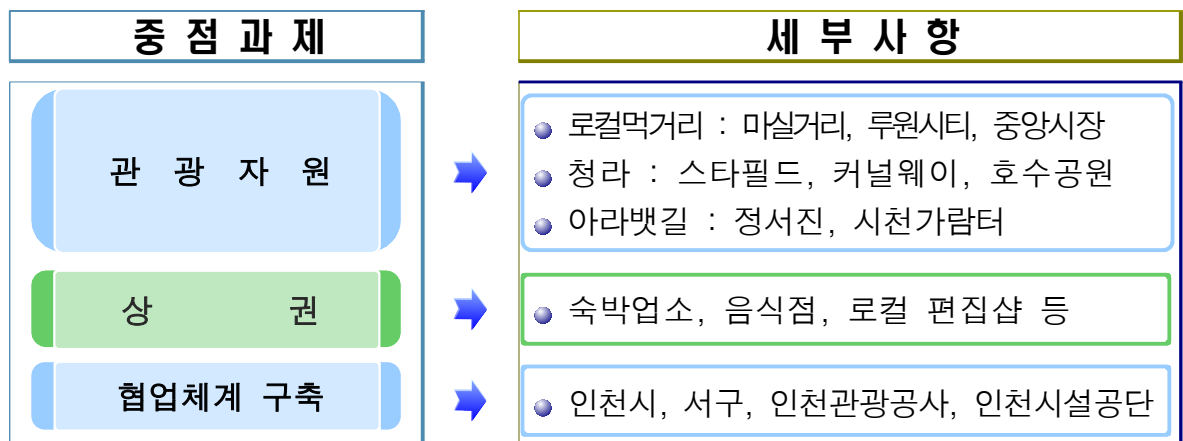 중 점 과 제
세 부 사 항
관 광 자 원
로컬먹거리 : 마실거리, 루원시티, 중앙시장
청라 : 스타필드, 커널웨이, 호수공원
아라뱃길 : 정서진, 시천가람터
상 권
숙박업소, 음식점, 로컬 편집샵 등
협업체계 구축
인천시, 서구, 인천관광공사, 인천시설공단